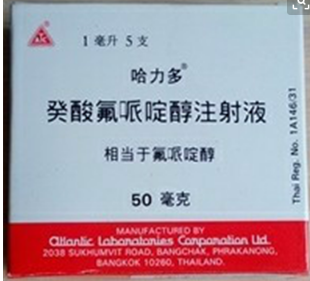 1 毫升 5 支
哈力多®
癸酸氟哌啶醇注射液
相当于氟哌啶醇
50 毫克
Thai Reg. No. 1A146/31
MANUFACTURED BY
Atlantic Laboratories Corporation Ltd.
2038 SUKHUMVIT ROAD, BANGCHAK, PHRAKANONG,
BANGKOK 10260, THAILAND.